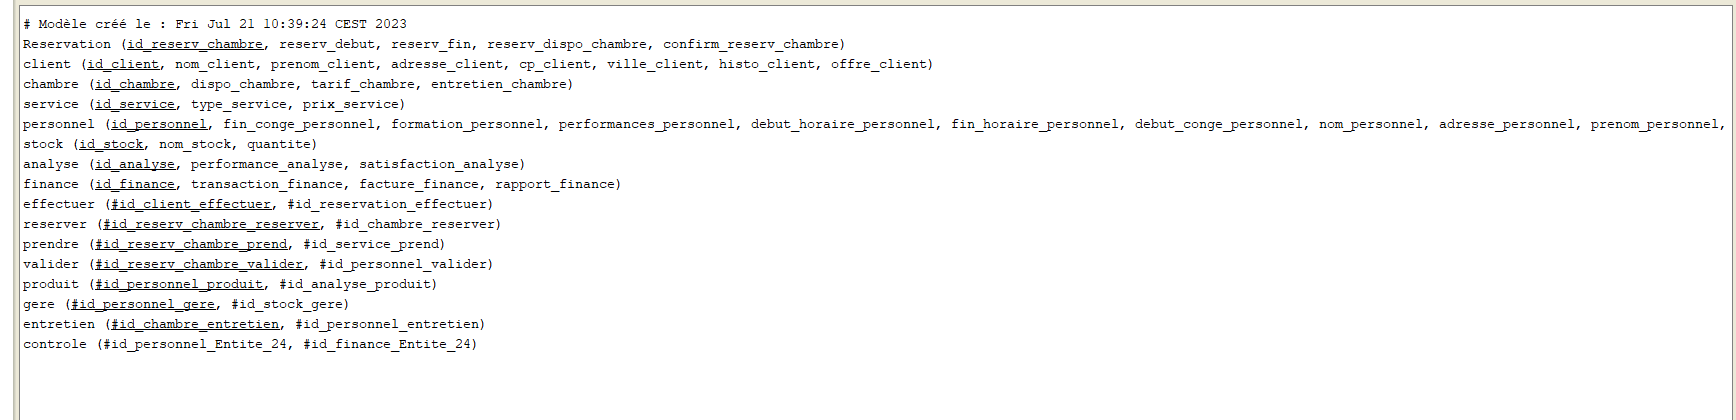 # Modèle créé le : Fri Jul 21 10:39:24 CEST 2023
Reservation (id_reserv_chambre, reserv_debut, reserv_fin, reserv_dispo_chambre, confirm_reserv_chambre)
client (id_client, nom_client, prenom_client, adresse_client, cp_client, ville_client, histo_client, offre_client)
chambre (id_chambre, dispo_chambre, tarif_chambre, entretien_chambre)
service (id_service, type_service, prix_service)
personnel (id_personnel, fin_conge_personnel, formation_personnel, performances_personnel, debut_horaire_personnel, fin_horaire_personnel, debut_conge_personnel, nom_personnel, adresse_personnel, prenom_personnel,
stock (id_stock, nom_stock, quantite)
analyse (id_analyse, performance_analyse, satisfaction_analyse)
finance (id_finance, transaction_finance, facture_finance, rapport_finance)
effectuer (#id_client_effectuer, #id_reservation_effectuer)
reserver (#id_reserv_chambre_reserver, #id_chambre_reserver)
prendre (#id_reserv_chambre_prend, #id_service_prend)
valider (#id_reserv_chambre_valider, #id_personnel_valider)
produit (#id_personnel_produit, #id_analyse_produit)
gere (#id_personnel_gere, #id_stock_gere)
entretien (#id_chambre_entretien, #id_personnel_entretien)
controle (#id_personnel_Entite_24, #id_finance_Entite_24)